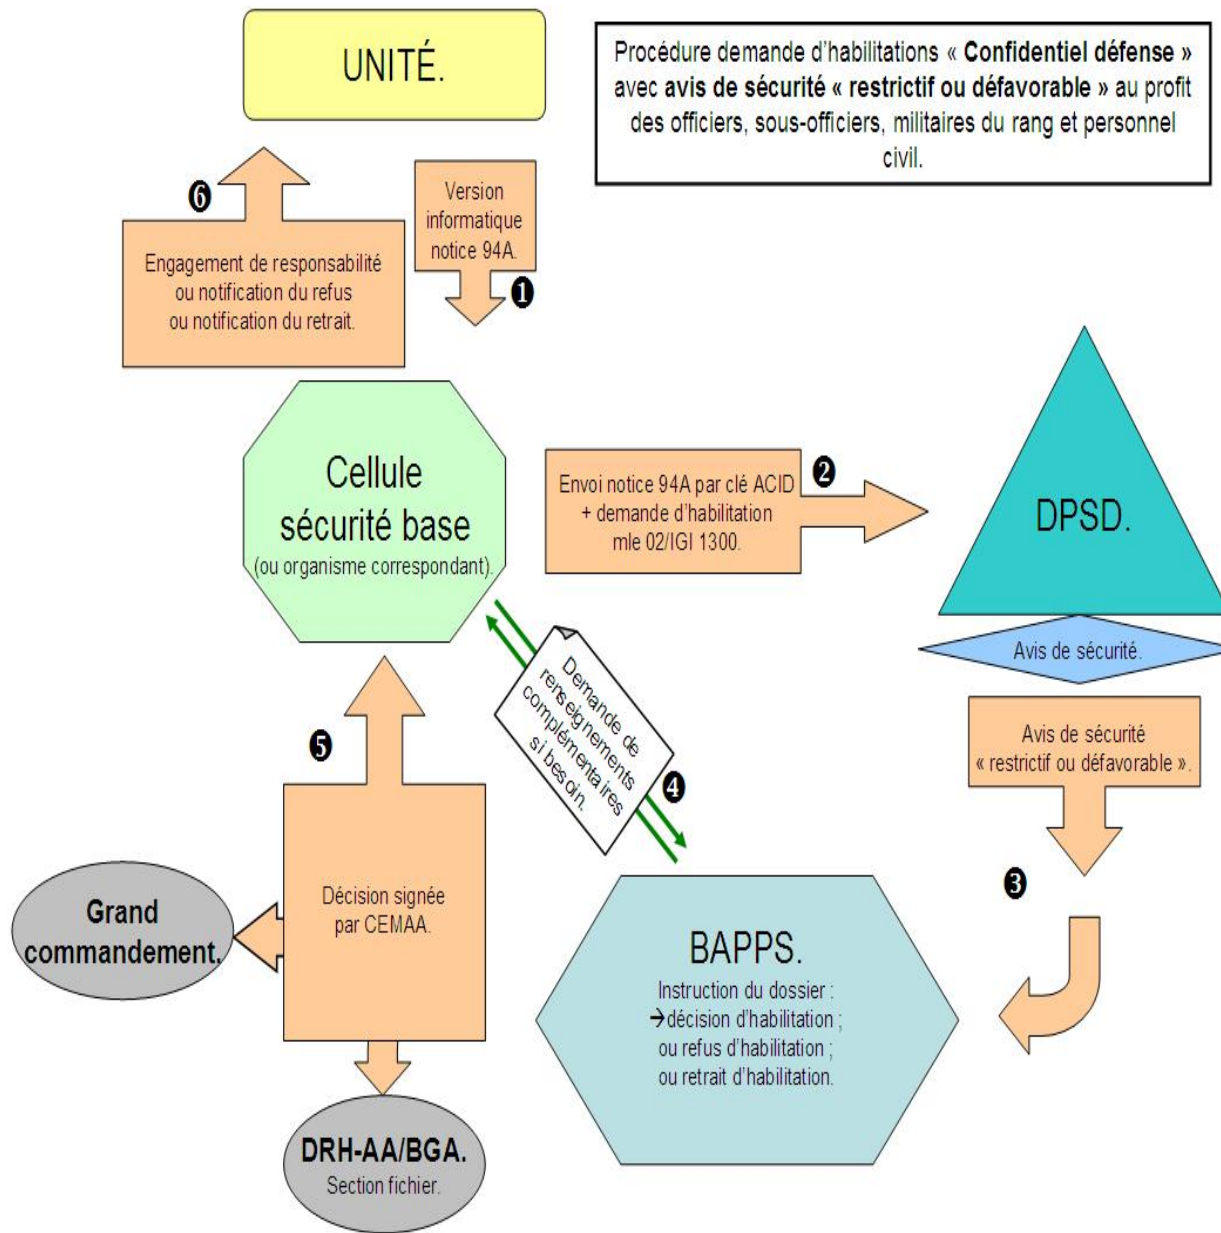 UNITÉ.
Procédure demande d'habilitations « Confidentiel défense »
avec avis de sécurité « restrictif ou défavorable » au profit
des officiers, sous-officiers, militaires du rang et personnel
civil.
6
Engagement de responsabilité
ou notification du refus
ou notification du retrait.
Version
informatique
notice 94A.
1
Cellule
sécurité base
(ou organisme correspondant).
Envoi notice 94A par clé ACID
+ demande d'habilitation
mle 02/IGI 1300.
2
DPSD.
Avis de sécurité.
Avis de sécurité
« restrictif ou défavorable ».
3
Demande de
renseignements
complémentaires
si besoin.
4
5
Décision signée
par CEMAA.
Grand
commandement.
DRH-AA/BGA.
Section fichier.
BAPPS.
Instruction du dossier :
→décision d'habilitation ;
ou refus d'habilitation ;
ou retrait d'habilitation.